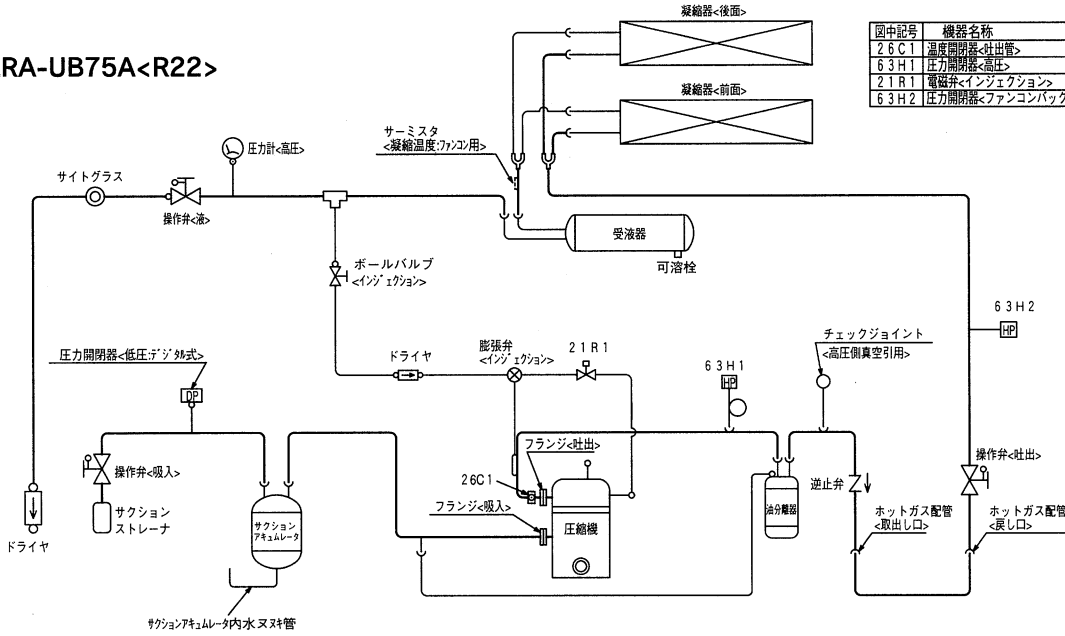 RA-UB75A<R22>
凝縮器<後面>
図中記号 機器名称
26C1 温度開閉器<吐出管>
63H1 圧力開閉器<高圧>
21R1 電磁弁<インジェクション>
63H2 圧力開閉器<ファンコンバック
凝縮器<前面>
サーミスタ
<凝縮温度:ファンコン用>
圧力計<高圧>
サイトグラス
操作弁<液>
受液器
可溶栓
ボールバルブ
<インジェクション>
63H2
HP
チェックジョイント
<高圧側真空引用>
圧力開閉器<低圧:デジタル式>
DP
ドライヤ
膨張弁
<インジェクション>
21R1
63H1
HP
フランジ<吐出>
操作弁<吸入>
26C1
操作弁<吐出>
逆止弁
サクション
ストレーナ
フランジ<吸入>
油分離器
ホットガス配管
<取出し口>
ホットガス配管
<戻し口>
サクション
アキュムレータ
圧縮機
ドライヤ
サクションアキュムレータ内水ヌキ管